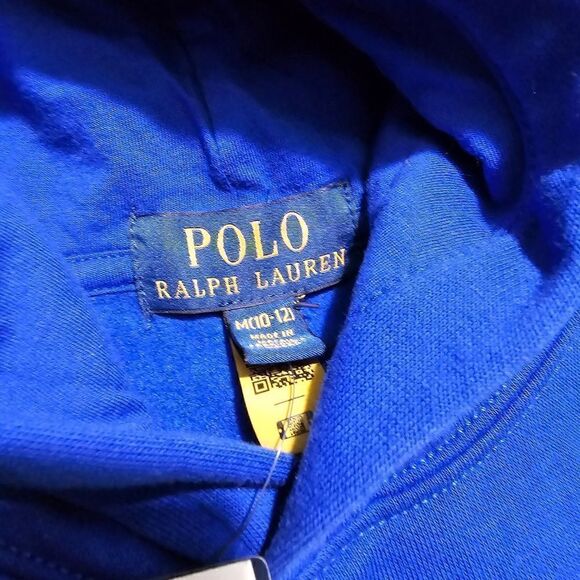 POLO
RALPH LAUREN
M(10-12)
MADE IN